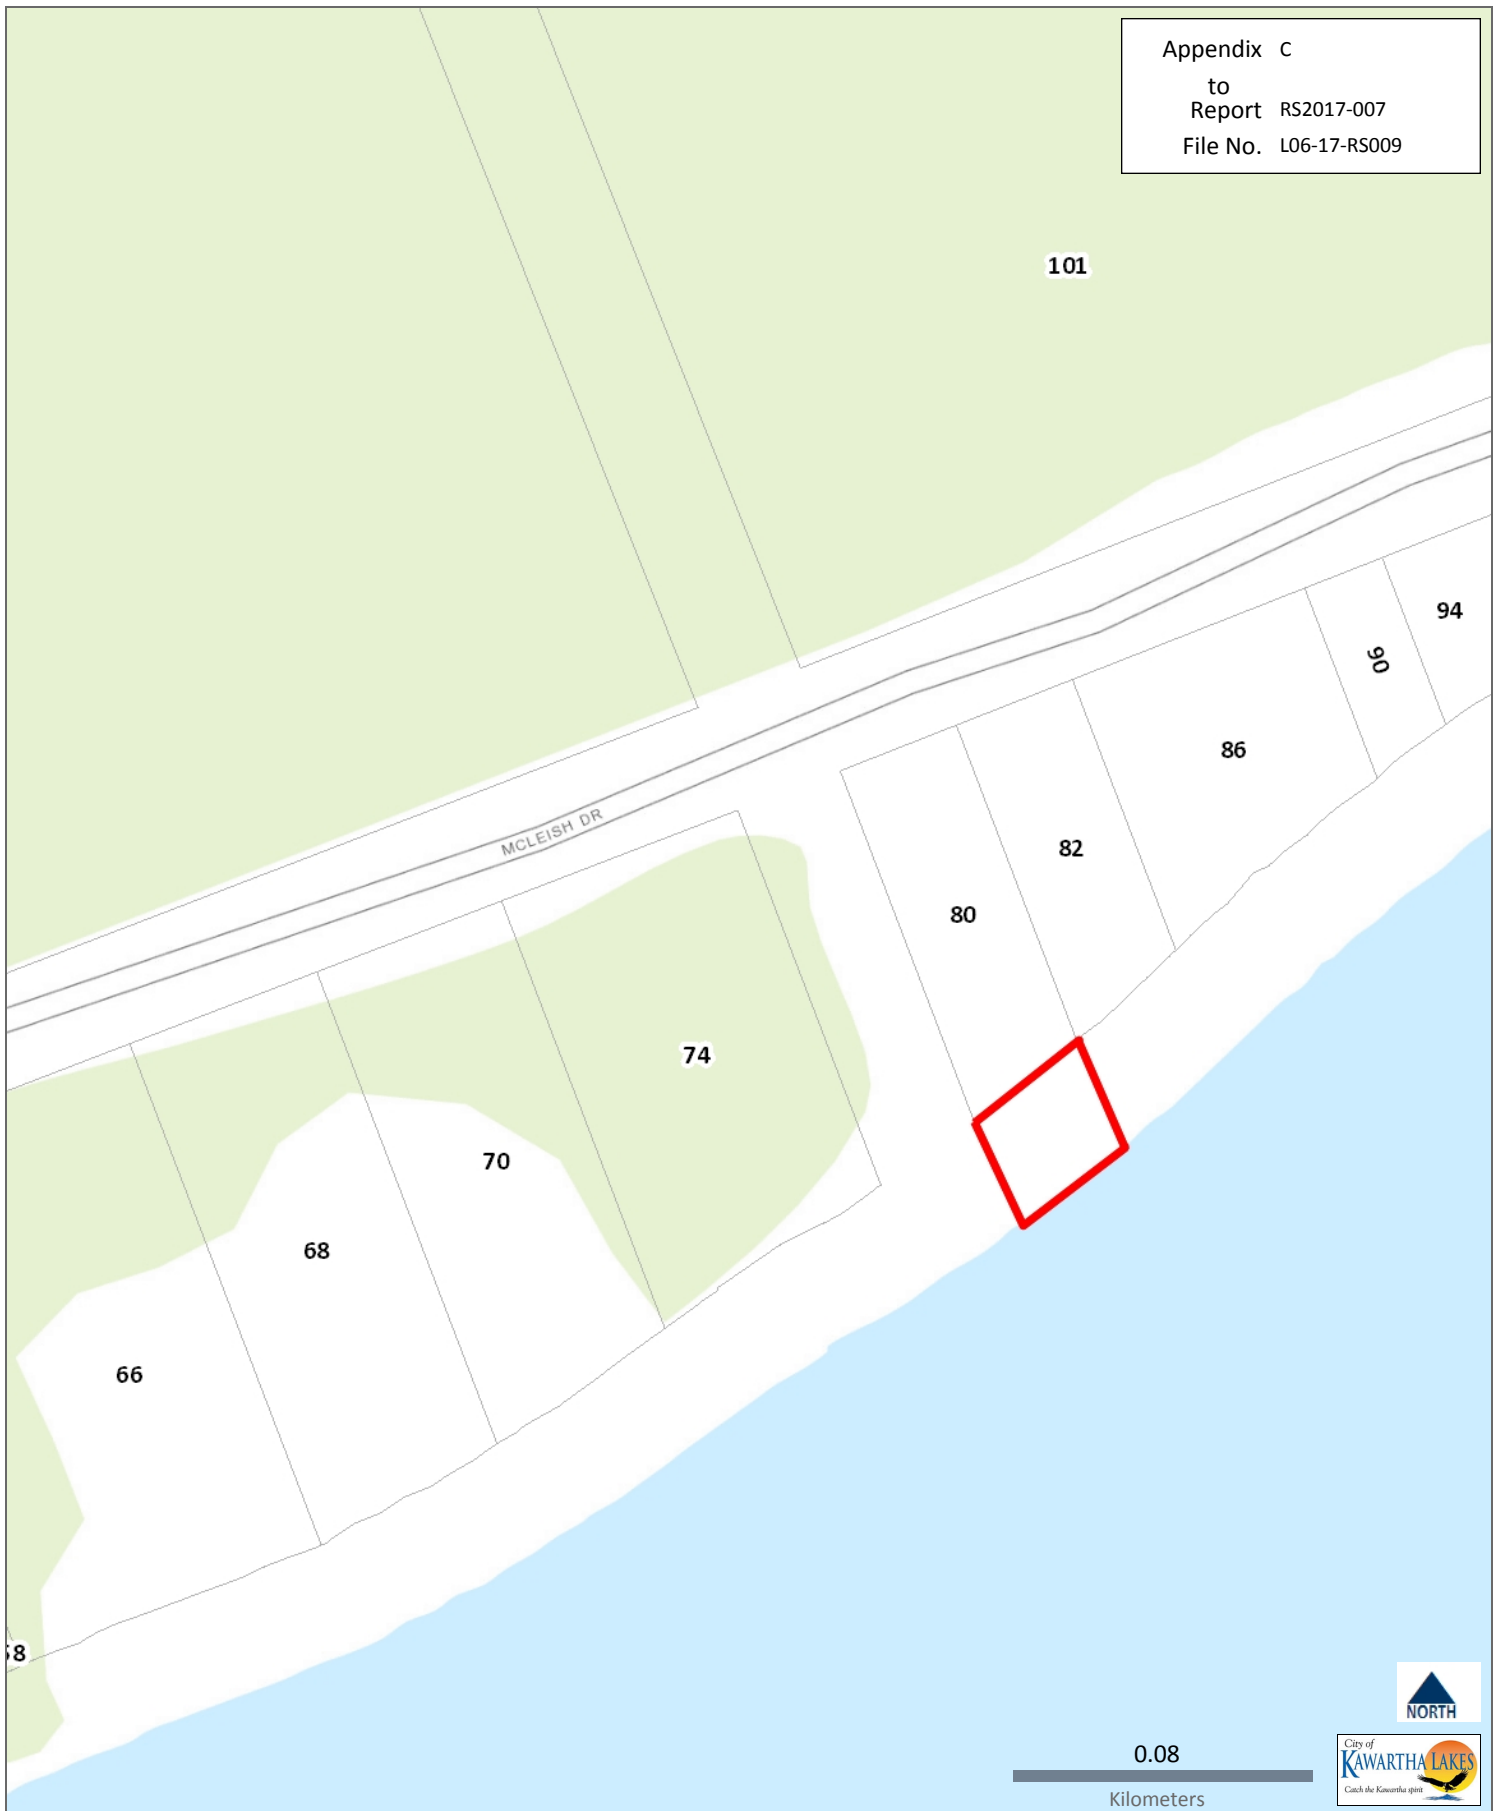 Appendix C
to
Report RS2017-007
File No. L06-17-RS009
101
94
90
86
MCLEISH DR
82
80
74
70
68
66
NORTH
0.08
Kilometers
City of
KAWARTHA LAKES
Catch the Kawartha spirit